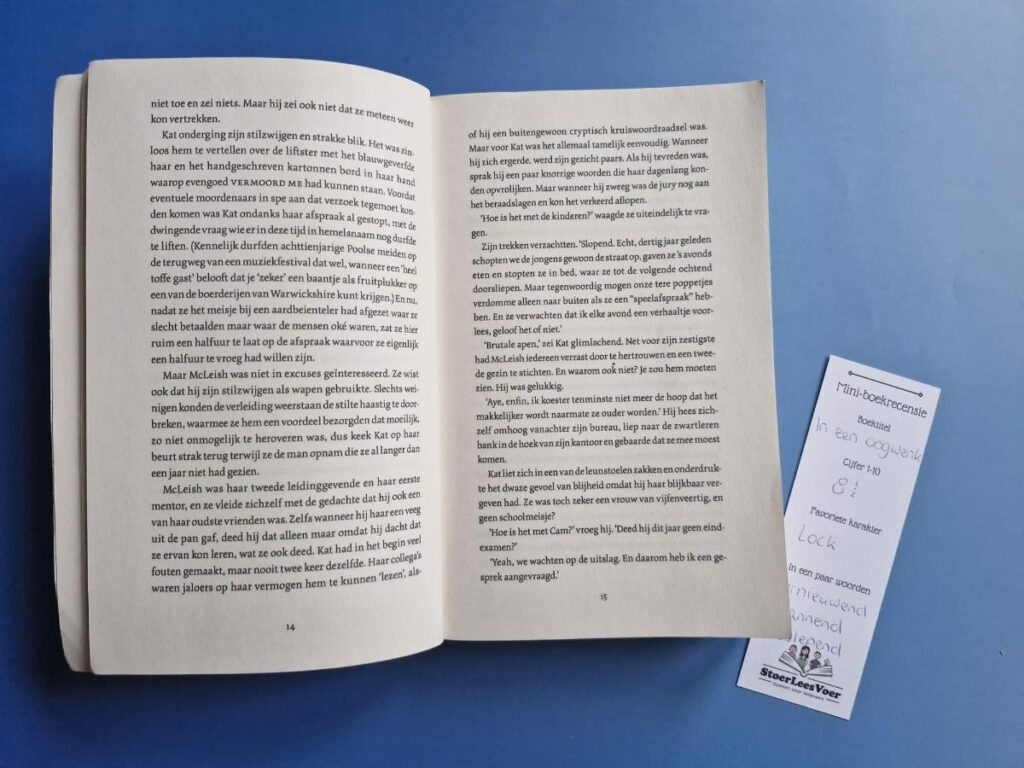 niet toe en zei niets. Maar hij zei ook niet dat ze meteen weer
kon vertrekken.
Kat onderging zijn stilzwijgen en strakke blik. Het was zin-
loos hem te vertellen over de liftster met het blauwgeverfde
haar en het handgeschreven kartonnen bord in haar hand
waarop evengoed VERMOORD ME had kunnen staan. Voordat
eventuele moordenaars in spe aan dat verzoek tegemoet kon-
den komen was Kat ondanks haar afspraak al gestopt, met de
dwingende vraag wie er in deze tijd in hemelsnaam nog durfde
te liften. (Kennelijk durfden achttienjarige Poolse meiden op
de terugweg van een muziekfestival dat wel, wanneer een ‘heel
toffe gast’ belooft dat je ‘zeker’ een baantje als fruitplukker op
een van de boerderijen van Warwickshire kunt krijgen.) En nu,
nadat ze het meisje bij een aardbeienteler had afgezet waar ze
slecht betaalden maar waar de mensen oké waren, zat ze hier
ruim een halfuur te laat op de afspraak waarvoor ze eigenlijk
een halfuur te vroeg had willen zijn.
Maar McLeish was niet in excuses geïnteresseerd. Ze wist
ook dat hij zijn stilzwijgen als wapen gebruikte. Slechts wei-
nigen konden de verleiding weerstaan de stilte haastig te door-
breken, waarmee ze hem een voordeel bezorgden dat moeilijk,
zo niet onmogelijk te heroveren was, dus keek Kat op haar
beurt strak terug terwijl ze de man opnam die ze al langer dan
een jaar niet had gezien.
McLeish was haar tweede leidinggevende en haar eerste
mentor, en ze vleide zichzelf met de gedachte dat hij ook een
van haar oudste vrienden was. Zelfs wanneer hij haar een veeg
uit de pan gaf, deed hij dat alleen maar omdat hij dacht dat
ze ervan kon leren, wat ze ook deed. Kat had in het begin veel
fouten gemaakt, maar nooit twee keer dezelfde. Haar collega’s
waren jaloers op haar vermogen hem te kunnen ‘lezen’, als-
14
of hij een buitengewoon cryptisch kruiswoordraadsel was.
Maar voor Kat was het allemaal tamelijk eenvoudig. Wanneer
hij zich ergerde, werd zijn gezicht paars. Als hij tevreden was,
sprak hij een paar knorrige woorden die haar dagenlang kon-
den opvrolijken. Maar wanneer hij zweeg was de jury nog aan
het beraadslagen en kon het verkeerd aflopen.
‘Hoe is het met de kinderen?’ waagde ze uiteindelijk te vra-
gen.
Zijn trekken verzachtten. ‘Slopend. Echt, dertig jaar geleden
schopten we de jongens gewoon de straat op, gaven ze ’s avonds
eten en stopten ze in bed, waar ze tot de volgende ochtend
doorsliepen. Maar tegenwoordig mogen onze tere poppetjes
verdomme alleen naar buiten als ze een “speelafspraak” heb-
ben. En ze verwachten dat ik elke avond een verhaaltje voor-
lees, geloof het of niet.’
‘Brutale apen,’ zei Kat glimlachend. Net voor zijn zestigste
had McLeish iedereen verrast door te hertrouwen en een twee-
de gezin te stichten. En waarom ook niet? Je zou hem moeten
zien. Hij was gelukkig.
‘Aye, enfin, ik koester tenminste niet meer de hoop dat het
makkelijker wordt naarmate ze ouder worden.’ Hij hees zich-
zelf omhoog vanachter zijn bureau, liep naar de zwartleren
bank in de hoek van zijn kantoor en gebaarde dat ze mee moest
komen.
Kat liet zich in een van de leunstoelen zakken en onderdruk-
te het dwaze gevoel van blijheid omdat hij haar blijkbaar ver-
geven had. Ze was toch zeker een vrouw van vijfenveertig, en
geen schoolmeisje?
‘Hoe is het met Cam?’ vroeg hij. ‘Deed hij dit jaar geen eind-
examen?’
‘Yeah, we wachten op de uitslag. En daarom heb ik een ge-
sprek aangevraagd.’
15
Mini-boekrecensie
Boektitel
In een oogwenk
Cijfer 1-10
8 ½
Favoriete karakter
Lock
in een paar woorden
StoerLeesVoer